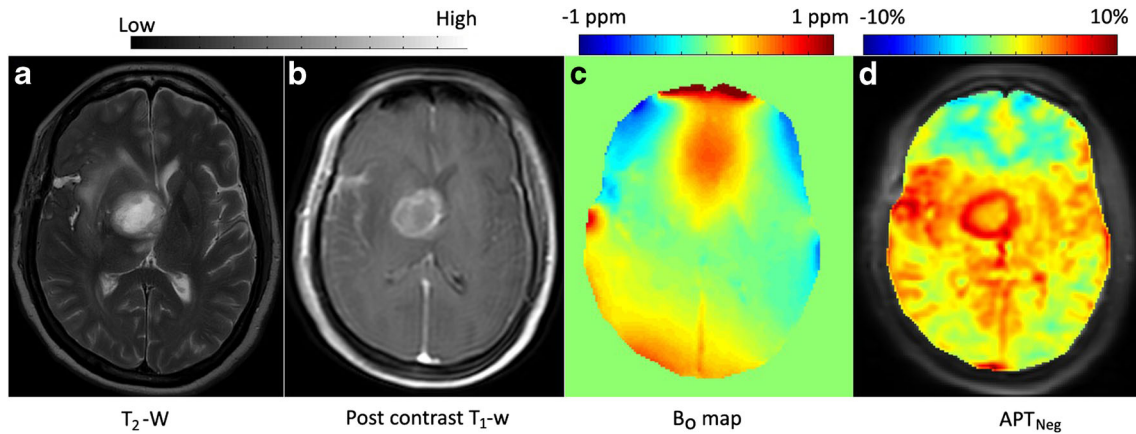 Low High
-1 ppm 1 ppm
-10% 10%
a
b
c
d
T2-W
Post contrast T1-w
B0 map
APTNeg